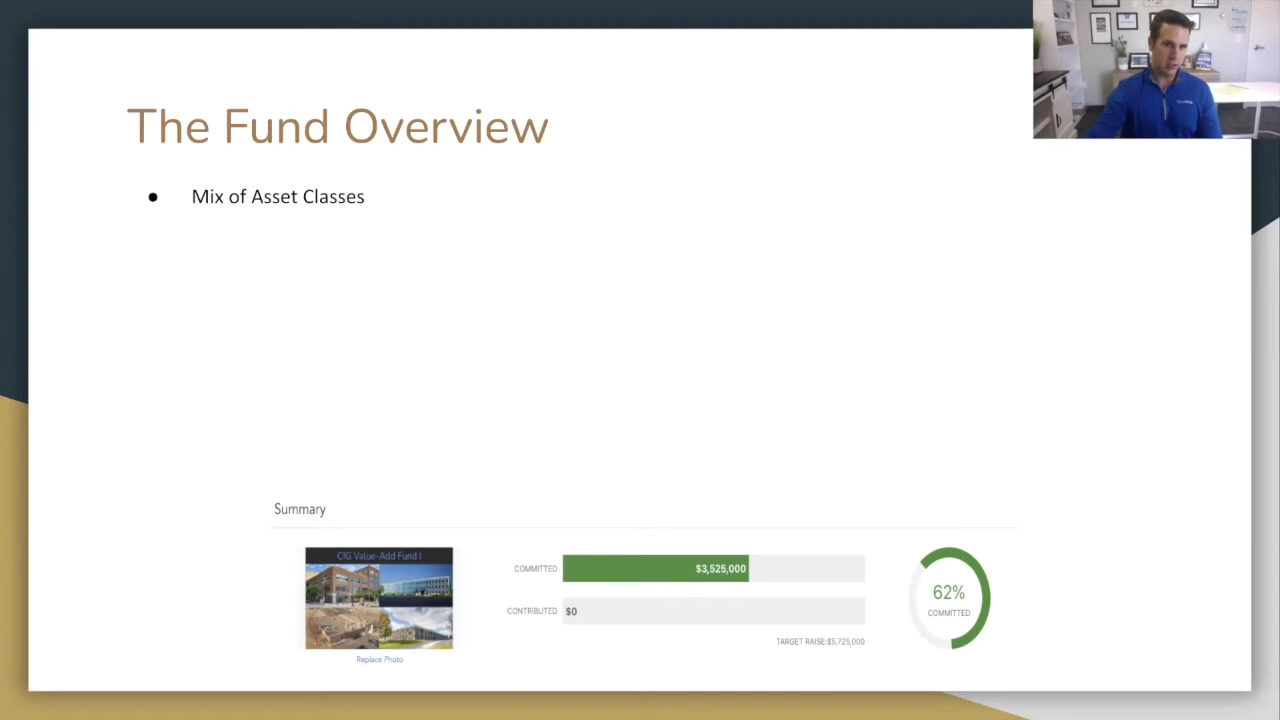 The Fund Overview
● Mix of Asset Classes
Summary
CIG Value-Add Fund I
Replace Photo
COMMITTED $3,525,000
CONTRIBUTED $0
TARGET RAISE:$5,725,000
62%
COMMITTED